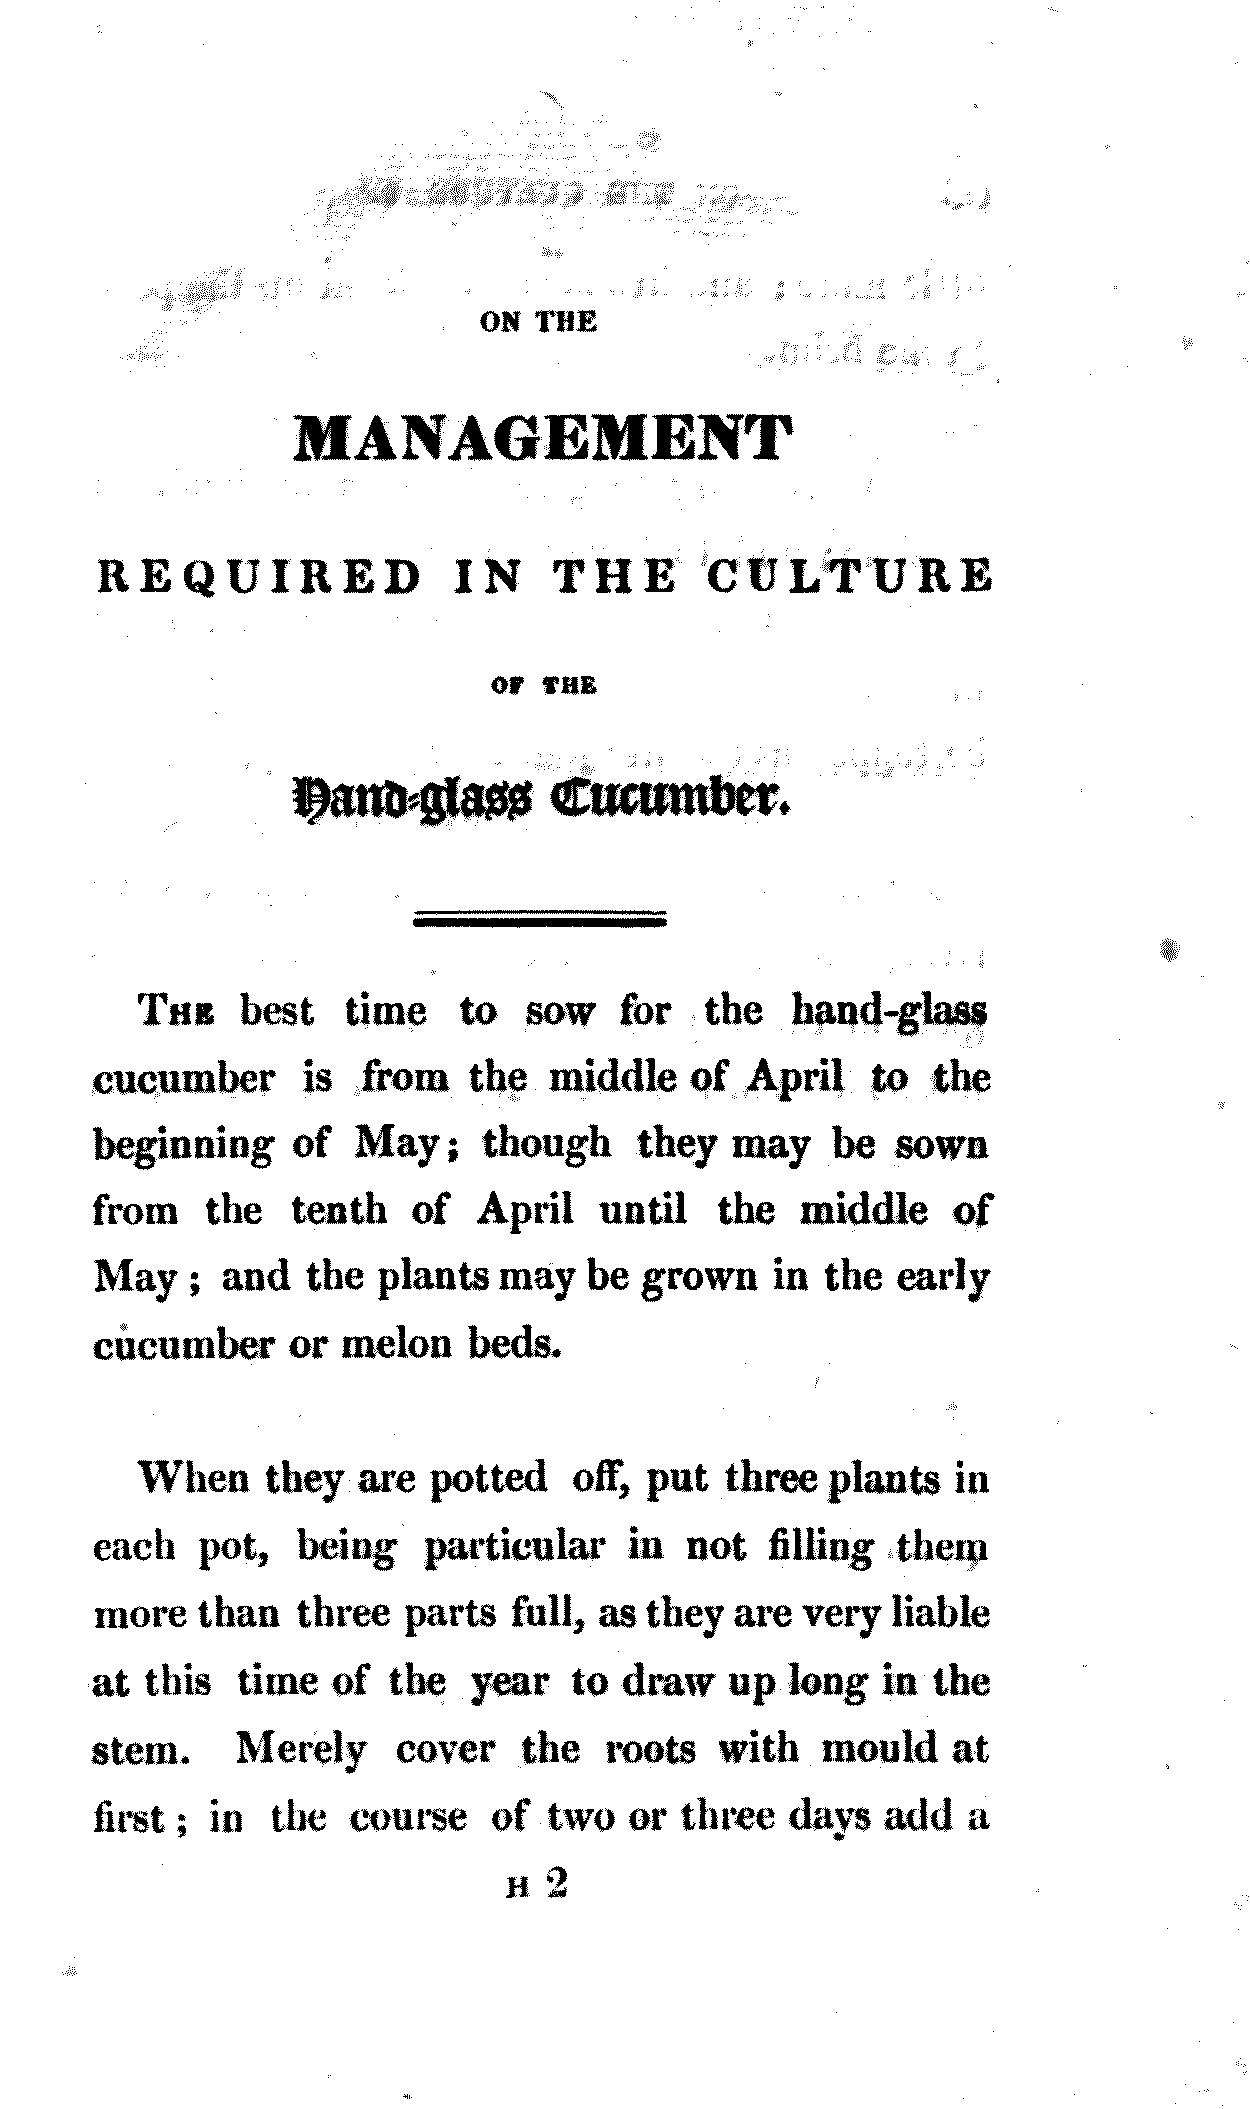 ON THE
MANAGEMENT
REQUIRED IN THE CULTURE
OF THE
Hand-glass Cucumber.
THE best time to sow for the hand-glass
cucumber is from the middle of April to the
beginning of May; though they may be sown
from the tenth of April until the middle of
May; and the plants may be grown in the early
cucumber or melon beds.
When they are potted off, put three plants in
each pot, being particular in not filling them
more than three parts full, as they are very liable
at this time of the year to draw up long in the
stem. Merely cover the roots with mould at
first; in the course of two or three days add a
H 2